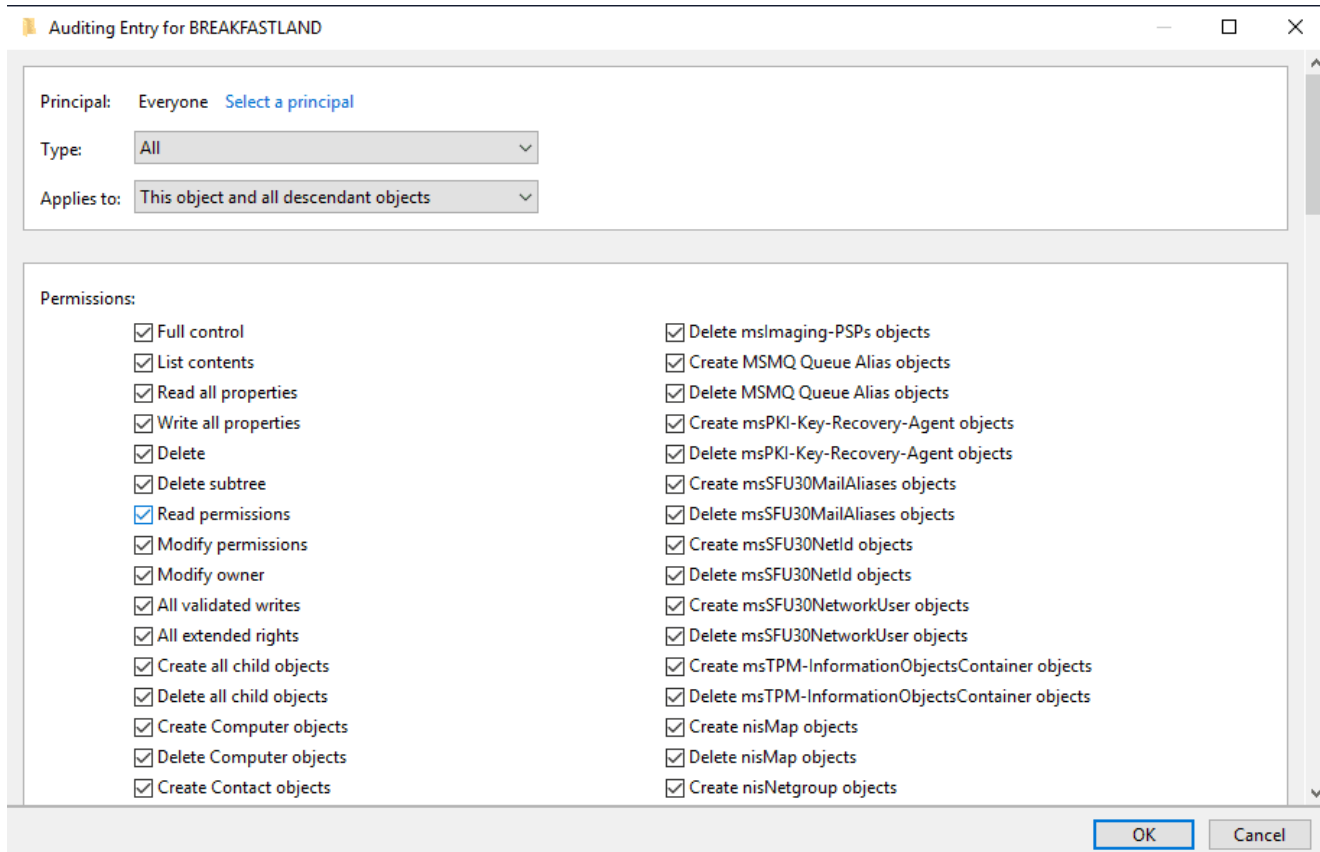 Auditing Entry for BREAKFASTLAND
Principal: Everyone Select a principal
Type: All
Applies to: This object and all descendant objects
Permissions:
Full control
List contents
Read all properties
Write all properties
Delete
Delete subtree
Read permissions
Modify permissions
Modify owner
All validated writes
All extended rights
Create all child objects
Delete all child objects
Create Computer objects
Delete Computer objects
Create Contact objects
Delete msImaging-PSPs objects
Create MSMQ Queue Alias objects
Delete MSMQ Queue Alias objects
Create msPKI-Key-Recovery-Agent objects
Delete msPKI-Key-Recovery-Agent objects
Create msSFU30MailAliases objects
Delete msSFU30MailAliases objects
Create msSFU30NetId objects
Delete msSFU30NetId objects
Create msSFU30NetworkUser objects
Delete msSFU30NetworkUser objects
Create msTPM-InformationObjectsContainer objects
Delete msTPM-InformationObjectsContainer objects
Create nisMap objects
Delete nisMap objects
Create nisNetgroup objects
OK Cancel